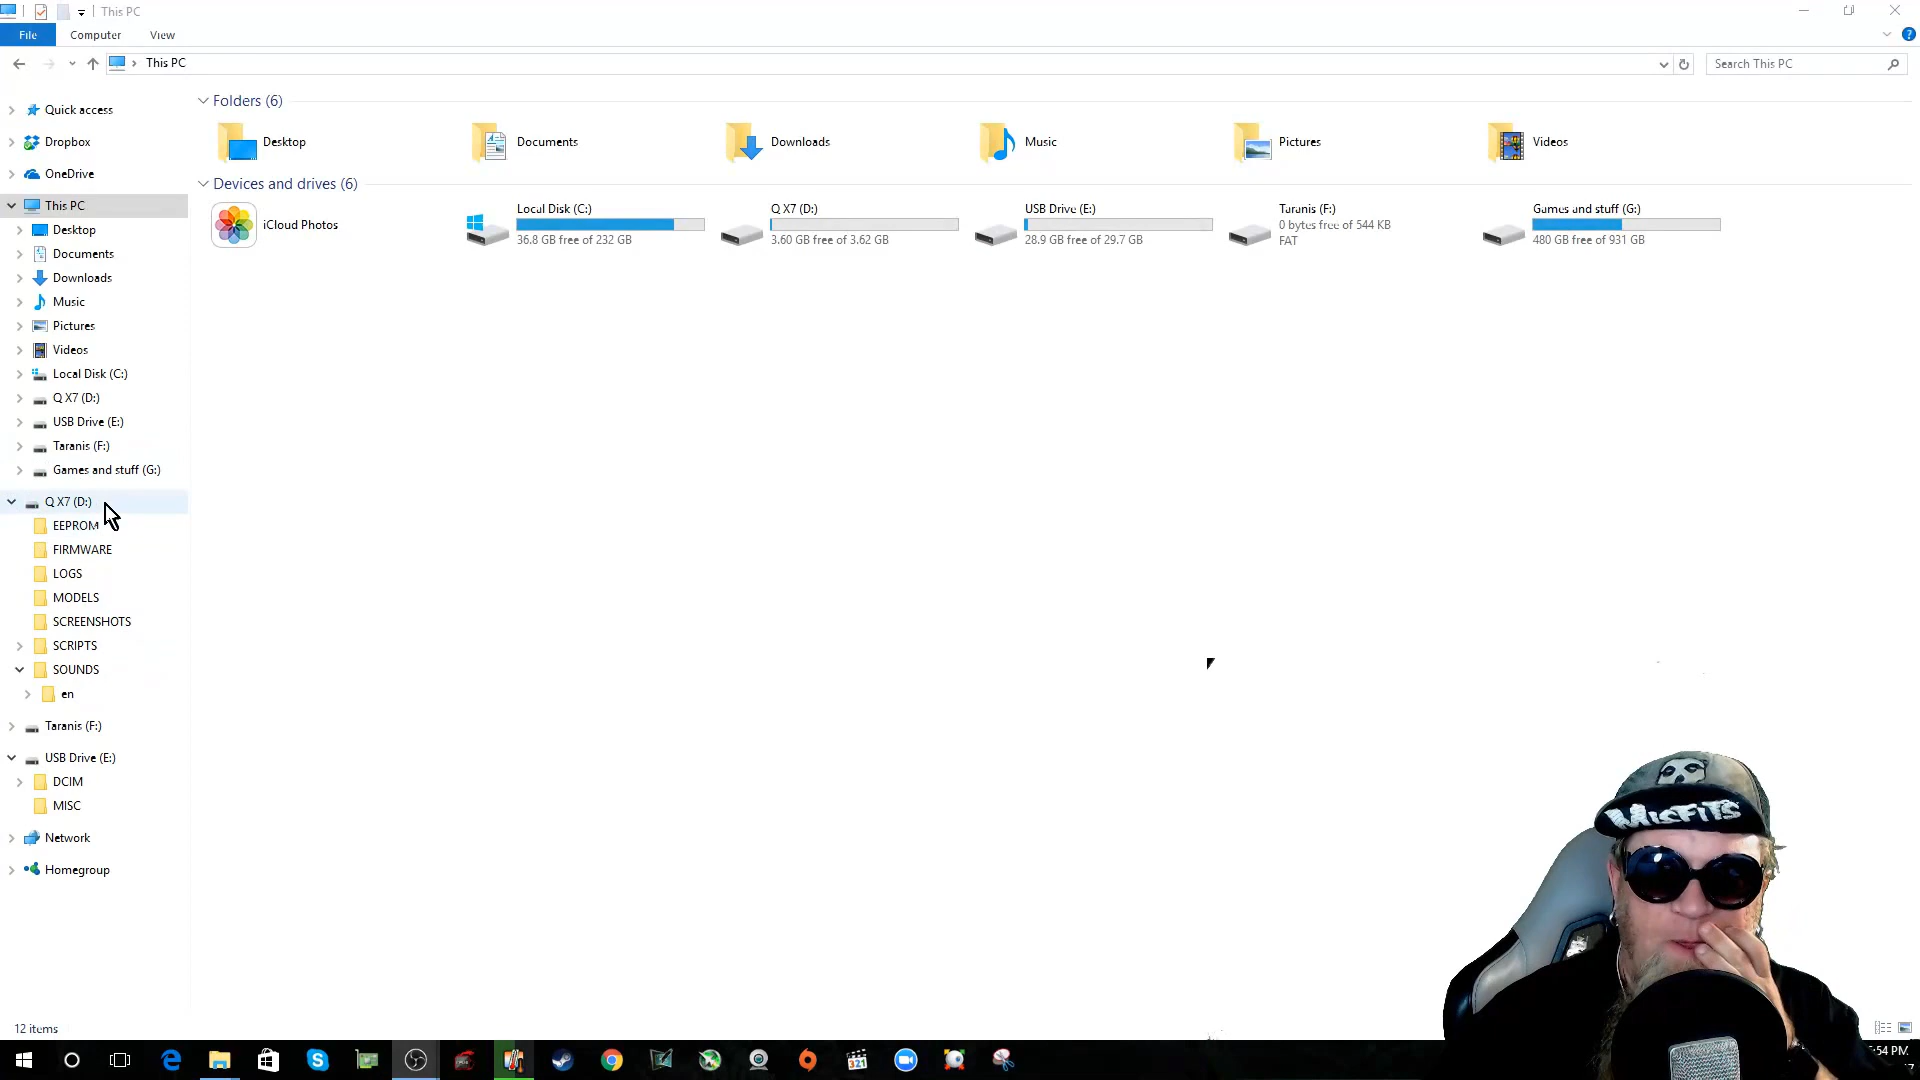 This PC
File Computer View
This PC
Search This PC
Quick access
Dropbox
OneDrive
This PC
Desktop
Documents
Downloads
Music
Pictures
Videos
Local Disk (C:)
Q X7 (D:)
USB Drive (E:)
Taranis (F:)
Games and stuff (G:)
Q X7 (D:)
EEPROM
FIRMWARE
LOGS
MODELS
SCREENSHOTS
SCRIPTS
SOUNDS
en
Taranis (F:)
USB Drive (E:)
DCIM
MISC
Network
Homegroup
Folders (6)
Desktop
Documents
Downloads
Music
Pictures
Videos
Devices and drives (6)
iCloud Photos
Local Disk (C:)
36.8 GB free of 232 GB
Q X7 (D:)
3.60 GB free of 3.62 GB
USB Drive (E:)
28.9 GB free of 29.7 GB
Taranis (F:)
0 bytes free of 544 KB
FAT
Games and stuff (G:)
480 GB free of 931 GB
MISFITS
12 items
321
:54 PM